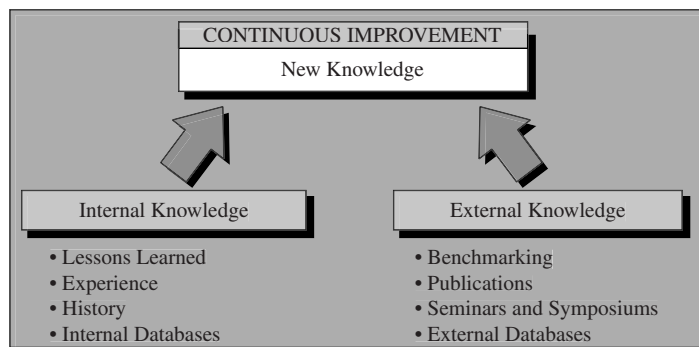 CONTINUOUS IMPROVEMENT
New Knowledge
Internal Knowledge
• Lessons Learned
• Experience
• History
• Internal Databases
External Knowledge
• Benchmarking
• Publications
• Seminars and Symposiums
• External Databases